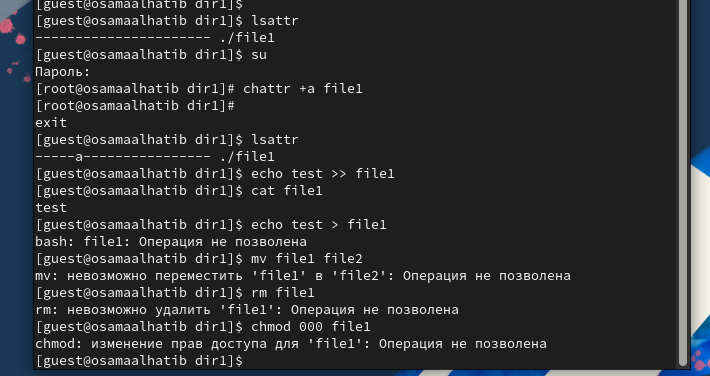 [guest@osamaalhatib dir1]$
[guest@osamaalhatib dir1]$ lsattr
---------------------- ./file1
[guest@osamaalhatib dir1]$ su
Пароль:
[root@osamaalhatib dir1]# chattr +a file1
[root@osamaalhatib dir1]#
exit
[guest@osamaalhatib dir1]$ lsattr
-----a---------------- ./file1
[guest@osamaalhatib dir1]$ echo test >> file1
[guest@osamaalhatib dir1]$ cat file1
test
[guest@osamaalhatib dir1]$ echo test > file1
bash: file1: Операция не позволена
[guest@osamaalhatib dir1]$ mv file1 file2
mv: невозможно переместить 'file1' в 'file2': Операция не позволена
[guest@osamaalhatib dir1]$ rm file1
rm: невозможно удалить 'file1': Операция не позволена
[guest@osamaalhatib dir1]$ chmod 000 file1
chmod: изменение прав доступа для 'file1': Операция не позволена
[guest@osamaalhatib dir1]$